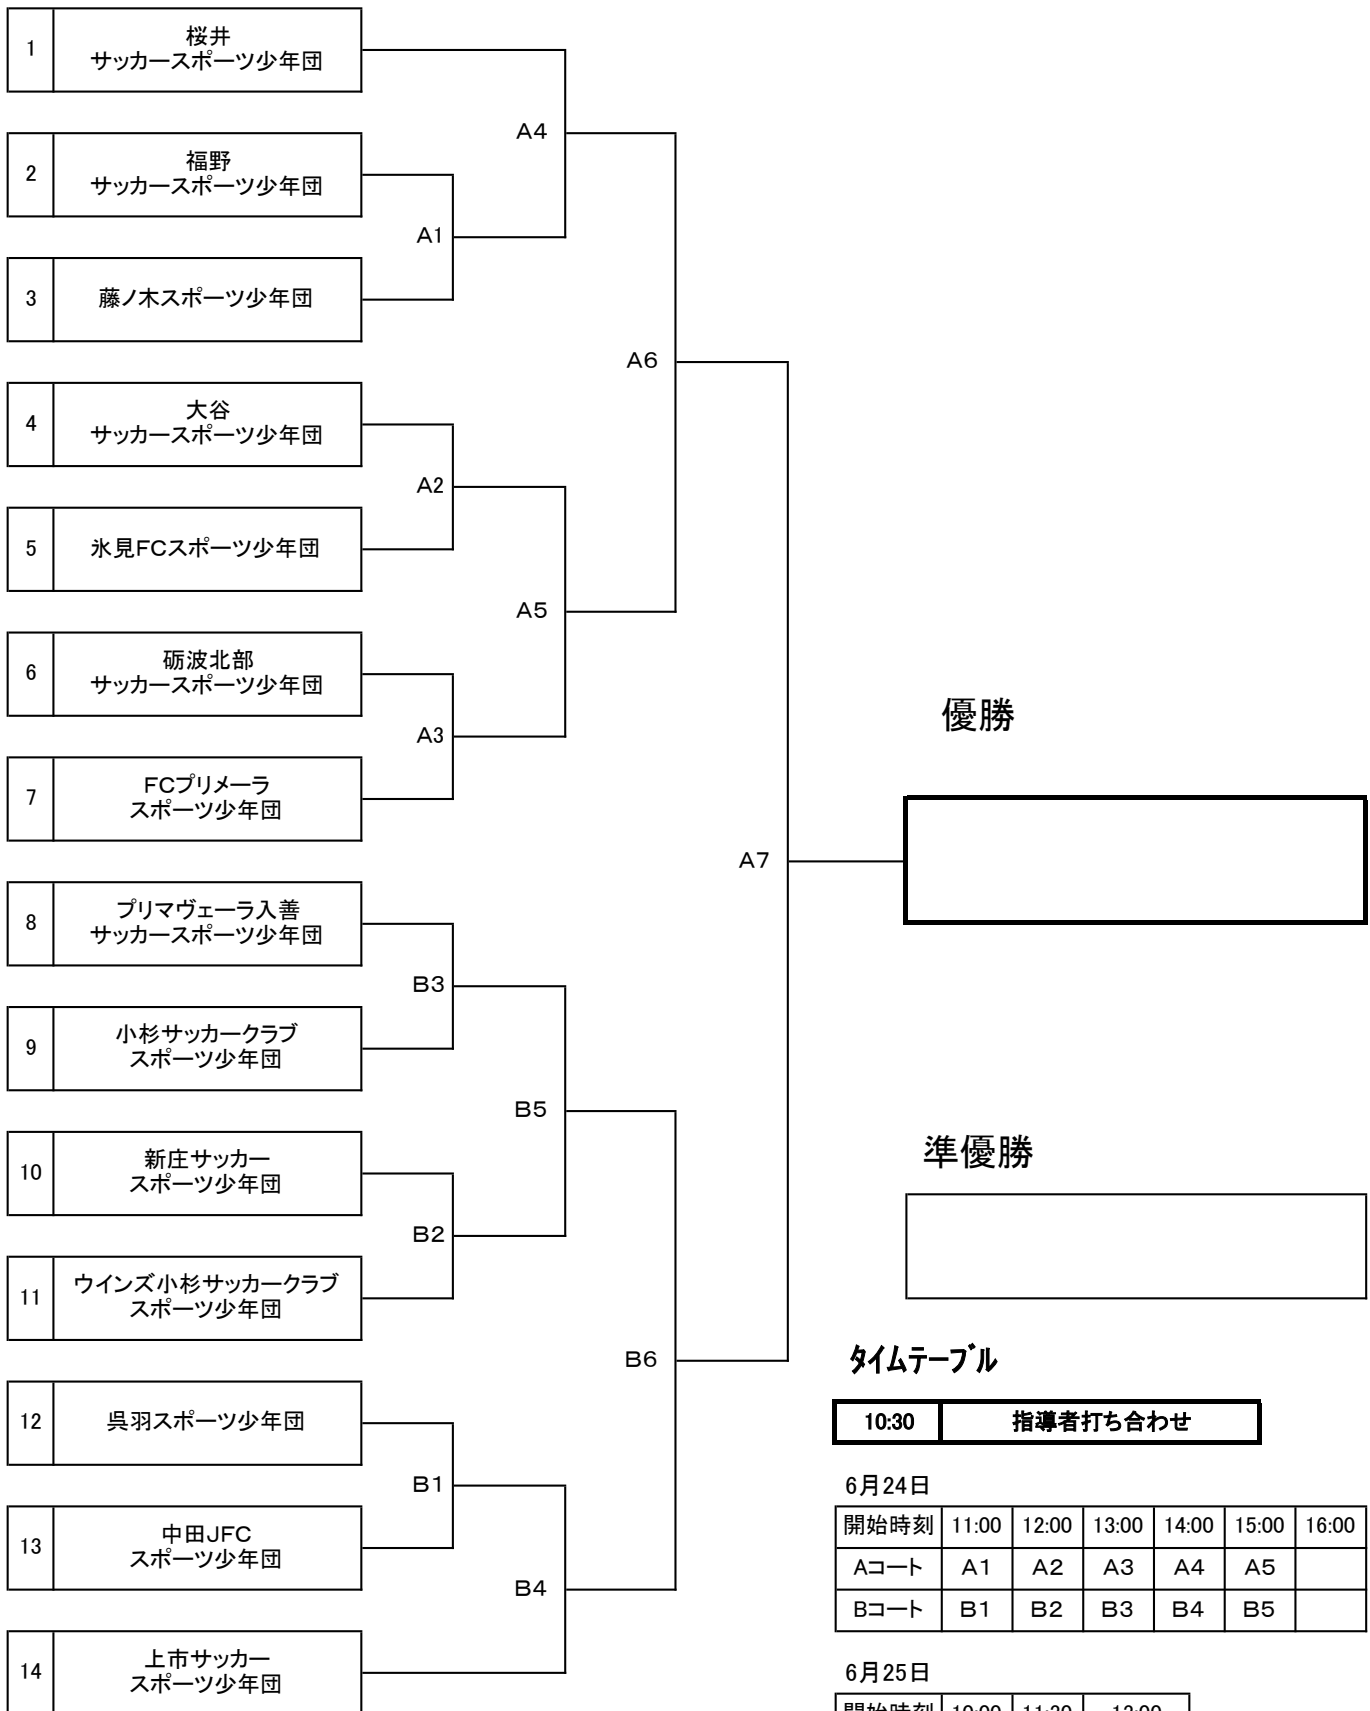 1
桜井
サッカースポーツ少年団
A4
2
福野
サッカースポーツ少年団
A1
3
藤ノ木スポーツ少年団
A6
4
大谷
サッカースポーツ少年団
A2
5
氷見FCスポーツ少年団
A5
6
砺波北部
サッカースポーツ少年団
A3
優勝
7
FCプリメーラ
スポーツ少年団
A7
8
プリマヴェーラ入善
サッカースポーツ少年団
B3
9
小杉サッカークラブ
スポーツ少年団
B5
準優勝
10
新庄サッカー
スポーツ少年団
B2
11
ウインズ小杉サッカークラブ
スポーツ少年団
B6
12
呉羽スポーツ少年団
B1
13
中田JFC
スポーツ少年団
B4
14
上市サッカー
スポーツ少年団
タイムテーブル
10:30 指導者打ち合わせ
6月24日
開始時刻 11:00 12:00 13:00 14:00 15:00 16:00
Aコート A1 A2 A3 A4 A5
Bコート B1 B2 B3 B4 B5
6月25日
開始時刻 10:00 11:30